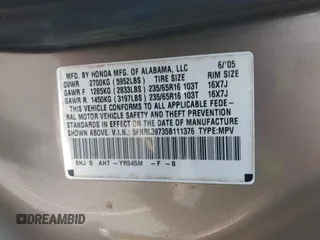 MFD. BY HONDA MFG. OF ALABAMA, LLC 6/'05
GVWR 2700KG (5952LBS) TIRE SIZE RIM SIZE
GAWR F 1285KG (2833LBS) 235/65R16 103T 16X7J
GAWR R 1450KG (3197LBS) 235/65R16 103T 16X7J
THIS VEHICLE CONFORMS TO ALL APPLICABLE FEDE-
RAL MOTOR VEHICLE SAFETY AND THEFT PREVENTION
STANDARDS IN EFFECT ON THE DATE OF MANUFACTURE
SHOWN ABOVE. V.I.N.: 5FNRL38735B111376 TYPE:MPV
SHJ S AH7 -YR545M -F -B
DREAMBID